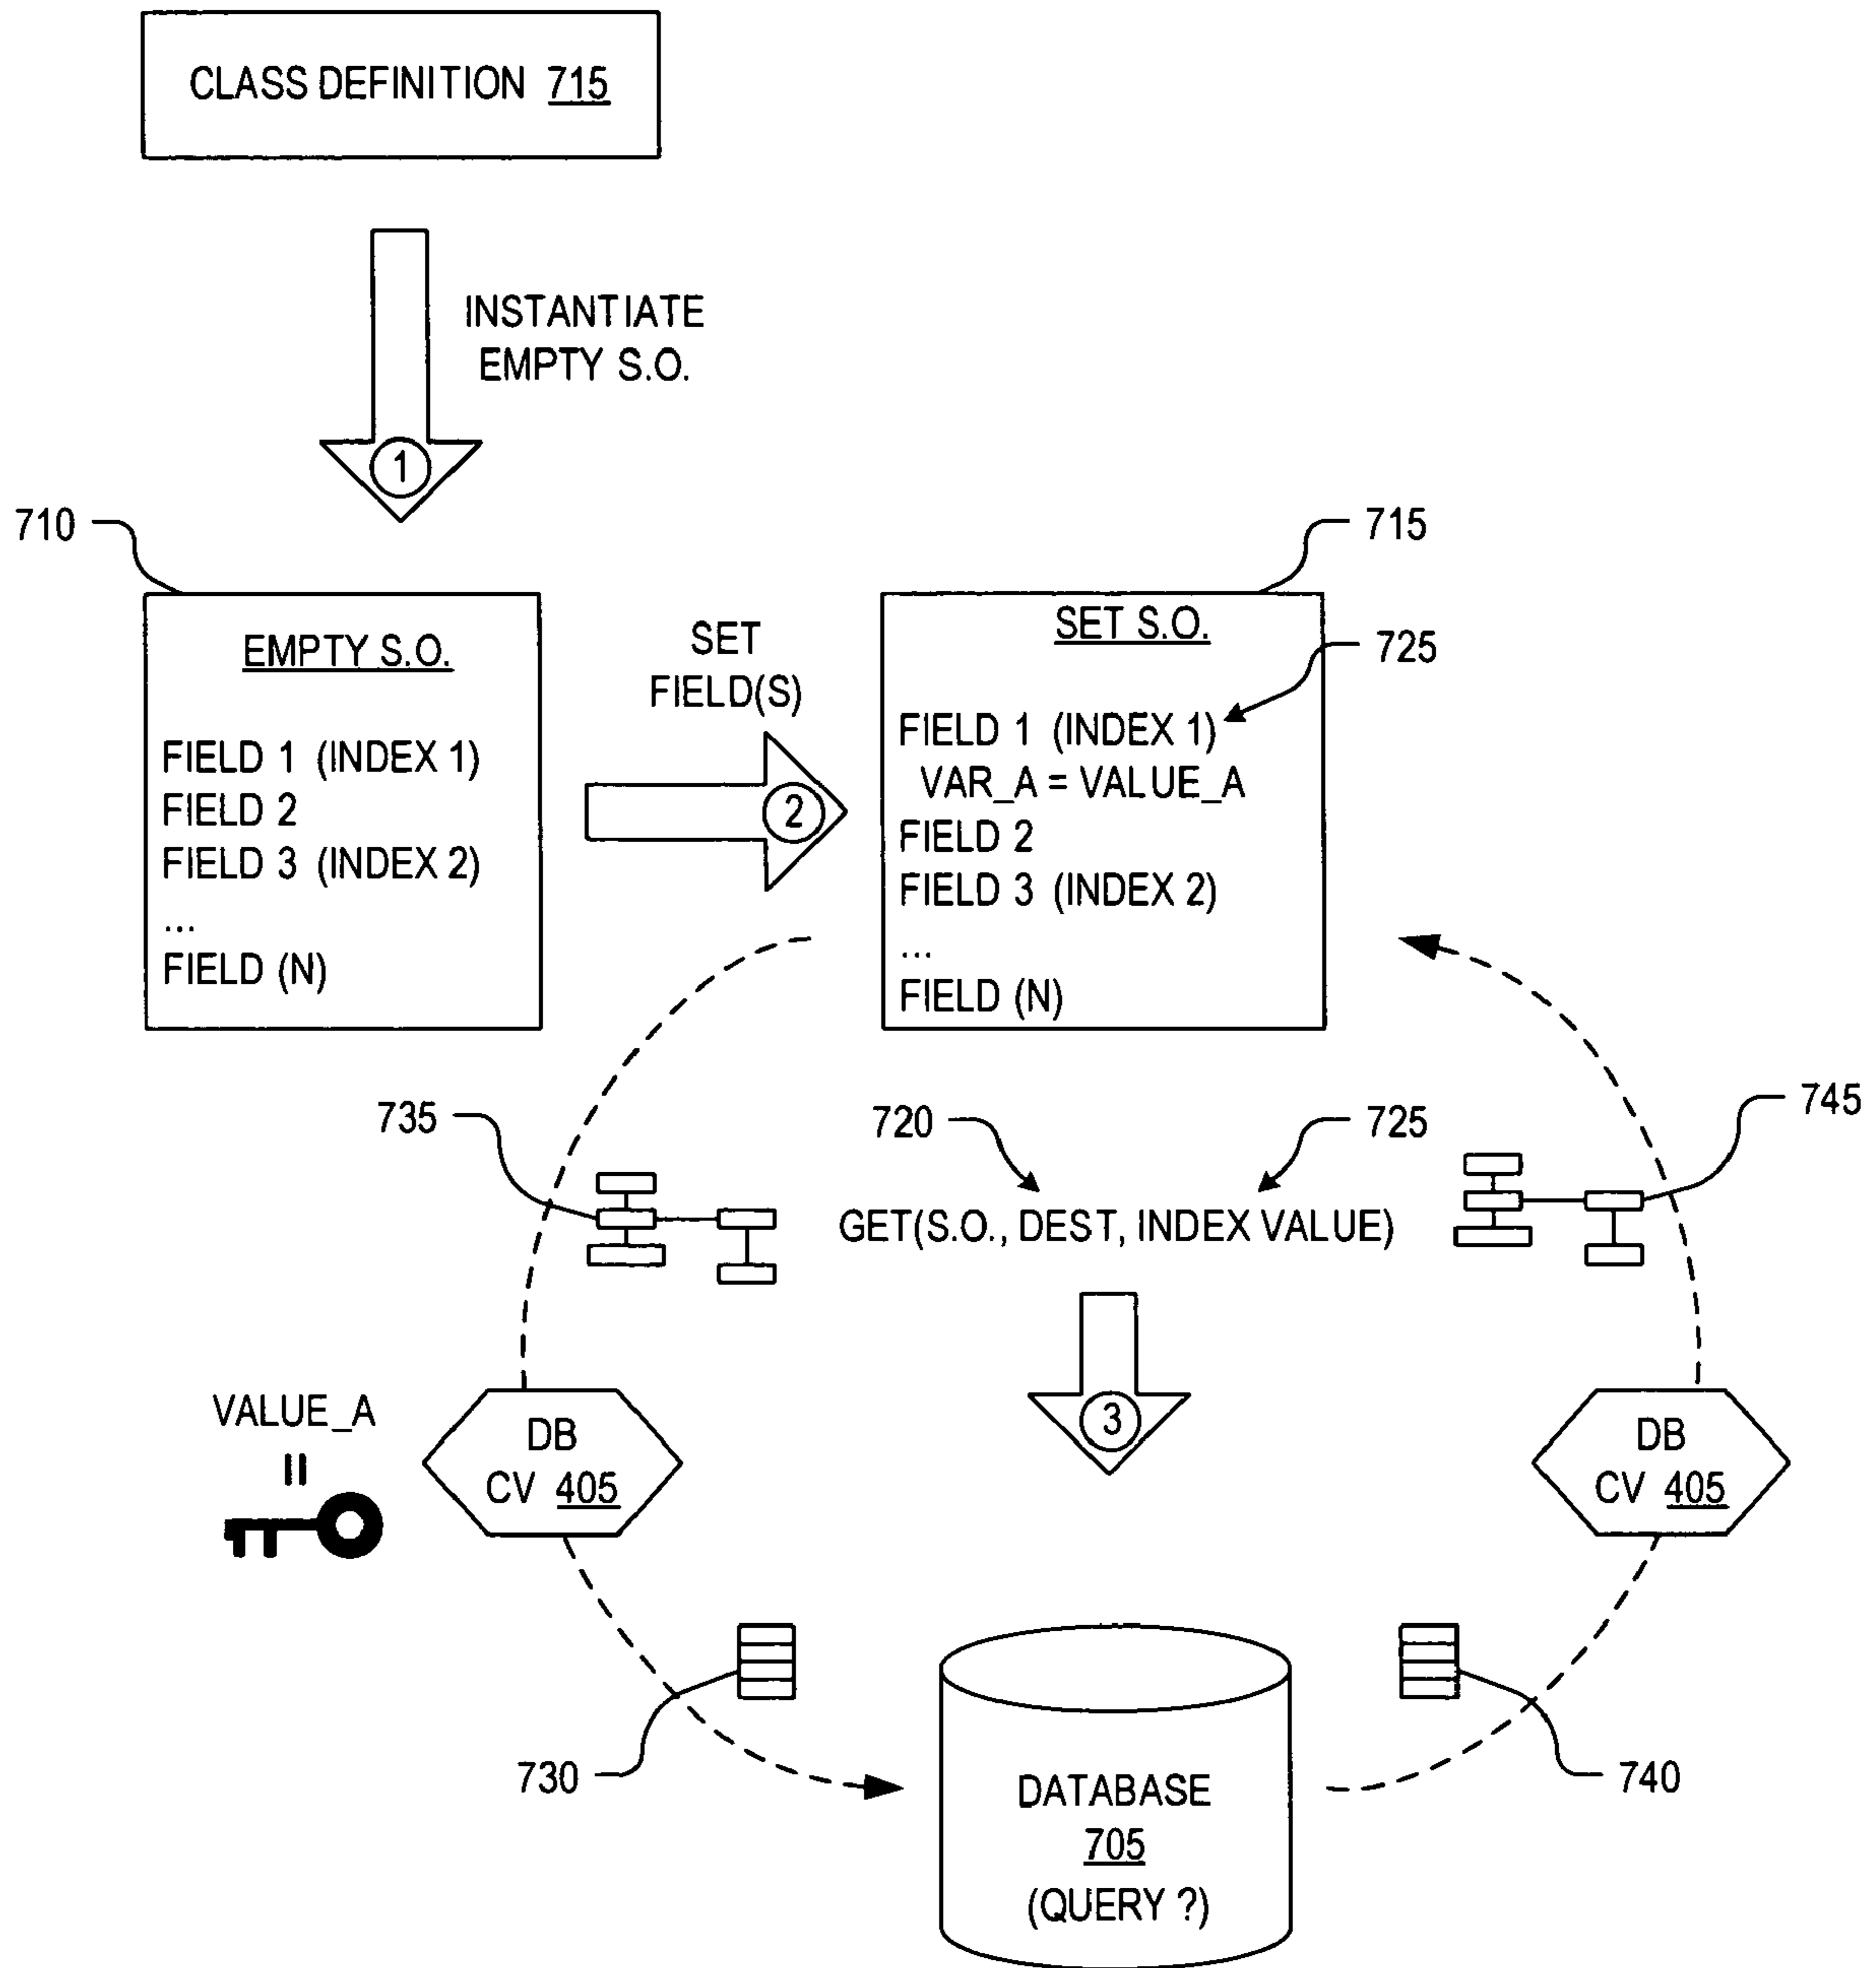 CLASS DEFINITION 715
INSTANTIATE
EMPTY S.O.
1
710
715
EMPTY S.O.
FIELD 1 (INDEX 1)
FIELD 2
FIELD 3 (INDEX 2)
...
FIELD (N)
SET
FIELD(S)
2
SET S.O.
725
FIELD 1 (INDEX 1)
VAR_A = VALUE_A
FIELD 2
FIELD 3 (INDEX 2)
...
FIELD (N)
735
720
725
745
GET(S.O., DEST, INDEX VALUE)
3
VALUE_A
=
DB
CV 405
DB
CV 405
730
740
DATABASE
705
(QUERY ?)